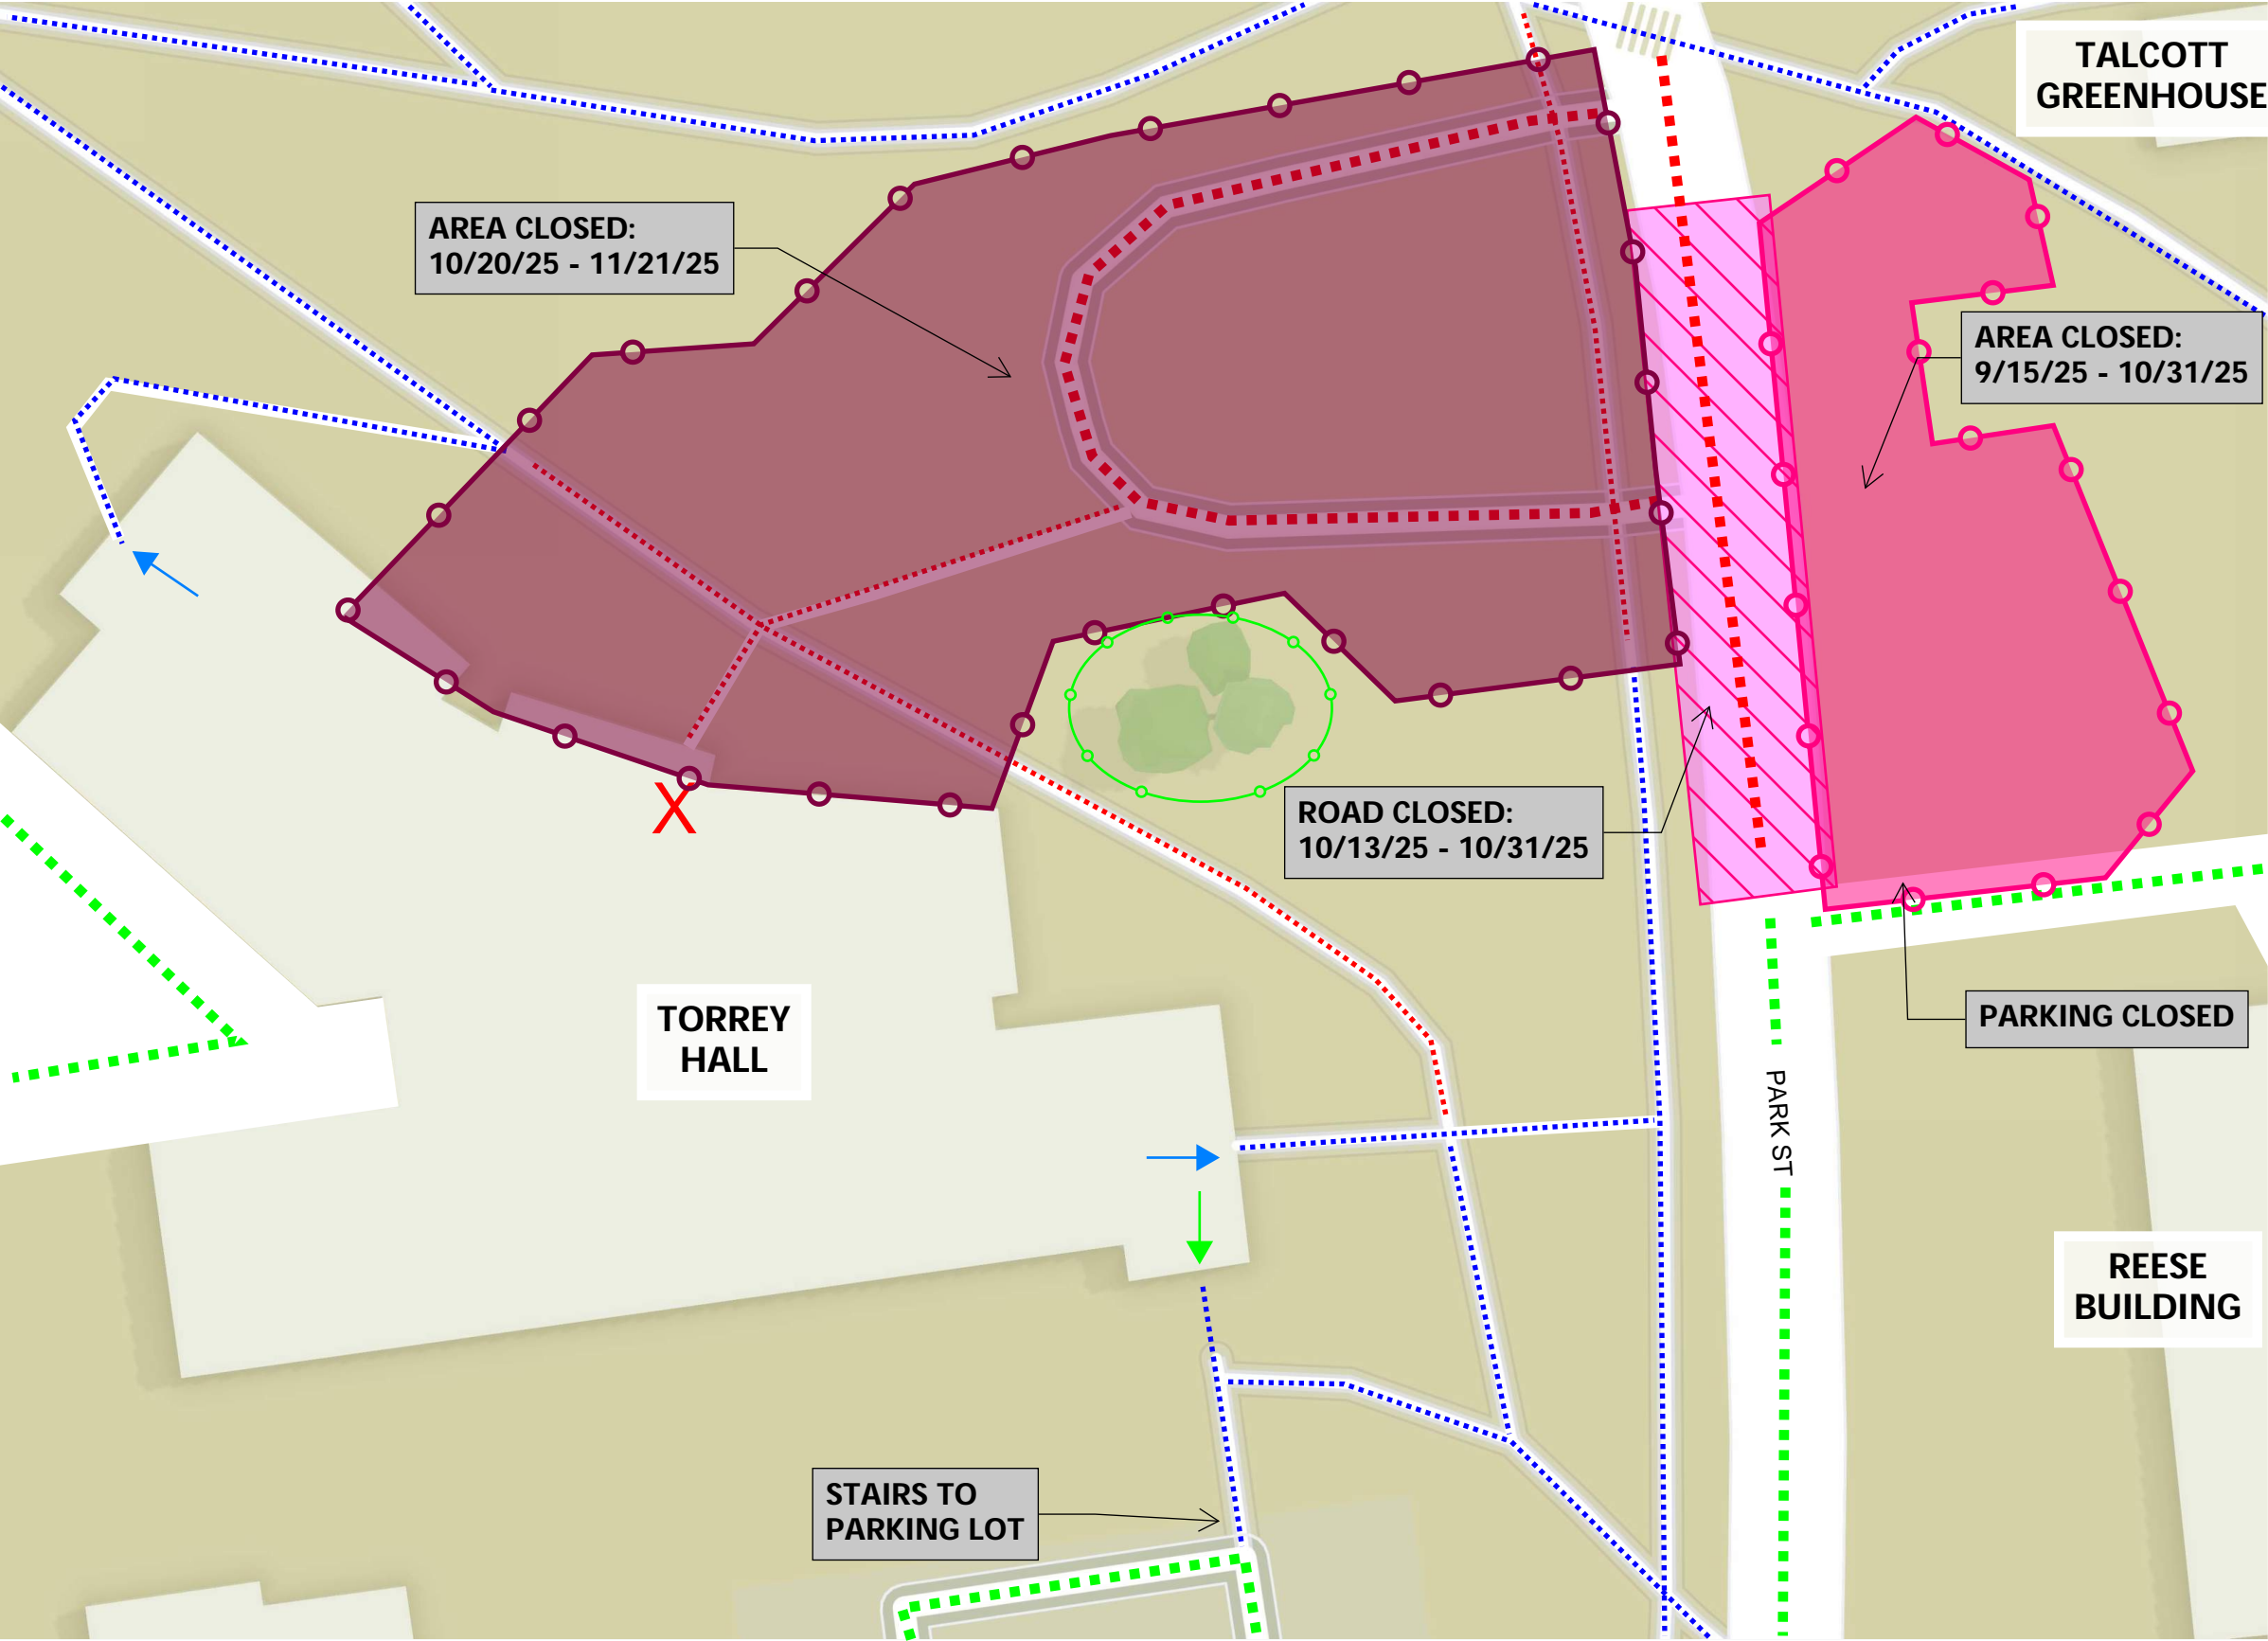 TALCOTT
GREENHOUSE
AREA CLOSED:
10/20/25 - 11/21/25
AREA CLOSED:
9/15/25 - 10/31/25
X
ROAD CLOSED:
10/13/25 - 10/31/25
PARKING CLOSED
TORREY
HALL
PARK ST
REESE
BUILDING
STAIRS TO
PARKING LOT